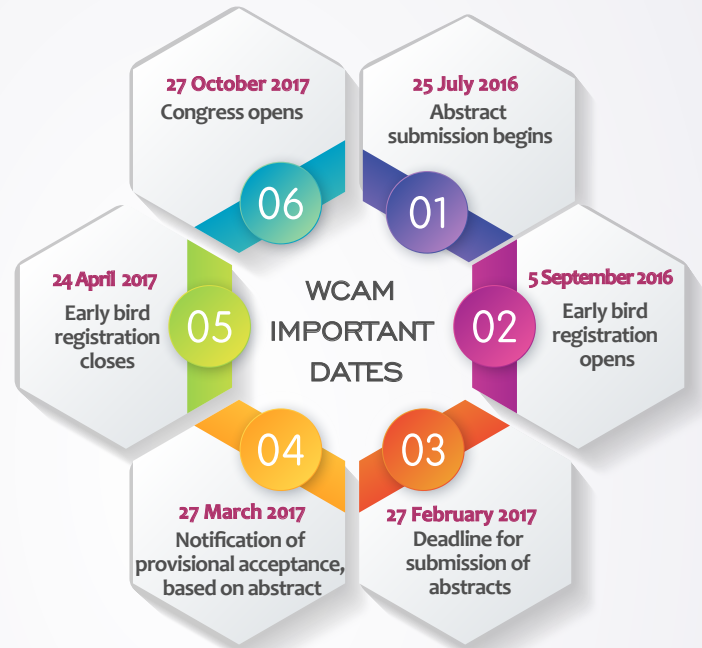 WCAM
IMPORTANT
DATES
25 July 2016
Abstract
submission begins
01
5 September 2016
Early bird
registration
opens
02
03
27 February 2017
Deadline for
submission of
abstracts
04
27 March 2017
Notification of
provisional acceptance,
based on abstract
24 April 2017
Early bird
registration
closes
05
27 October 2017
Congress opens
06